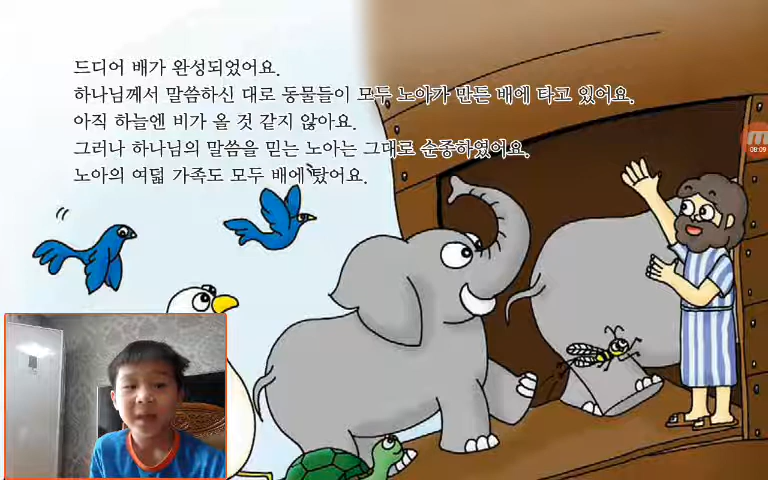 드디어 배가 완성되었어요.
하나님께서 말씀하신 대로 동물들이 모두 노아가 만든 배에 타고 있어요.
아직 하늘엔 비가 올 것 같지 않아요.
그러나 하나님의 말씀을 믿는 노아는 그대로 순종하였어요.
노아의 여덟 가족도 모두 배에 탔어요.
08:09